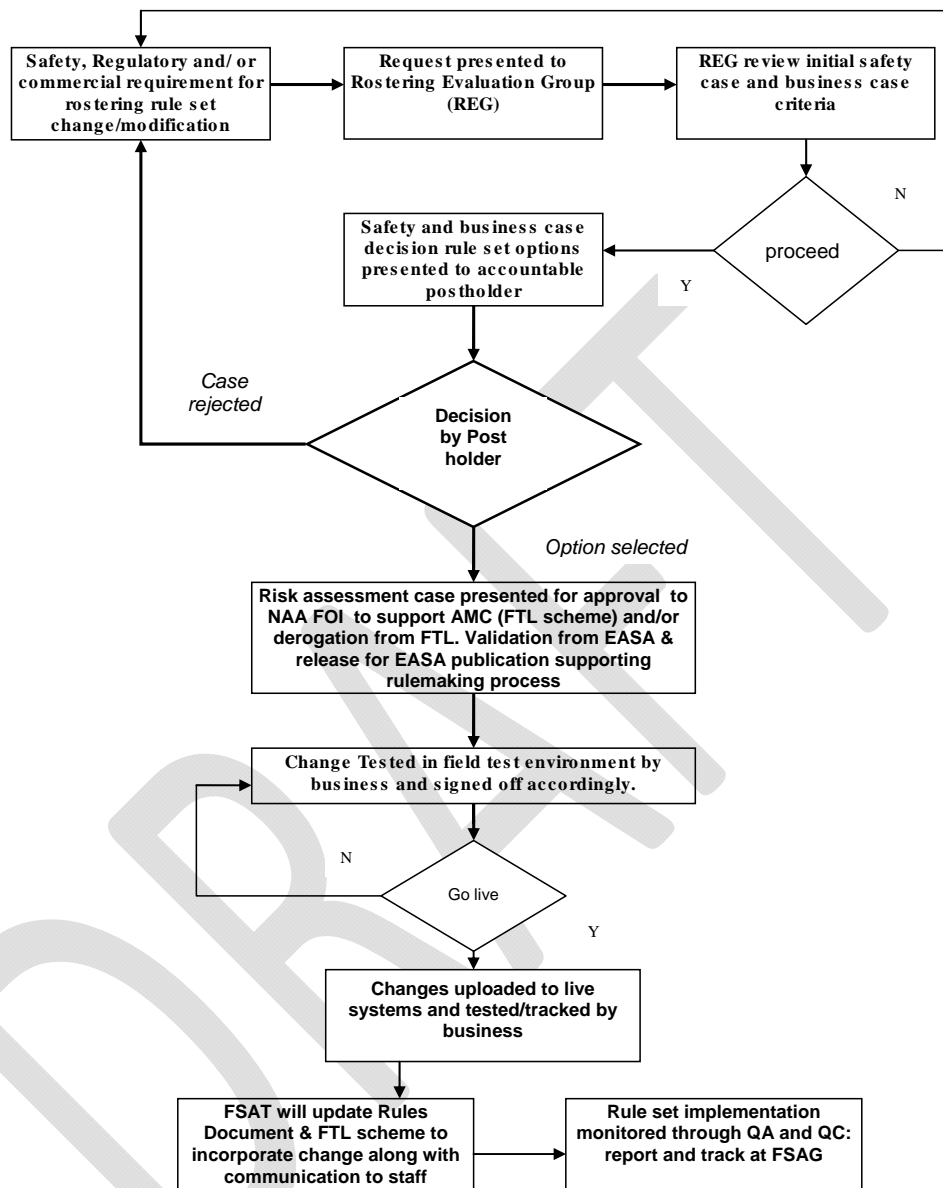 Safety, Regulatory and/ or
commercial requirement for
rostering rule set
change/modification
Request presented to
Rostering Evaluation Group
(REG)
REG review initial safety
case and business case
criteria
N
proceed
Y
Safety and business case
decision rule set options
presented to accountable
postholder
Case
rejected
Decision
by Post
holder
Option selected
Risk assessment case presented for approval to
NAA FOI to support AMC (FTL scheme) and/or
derogation from FTL. Validation from EASA &
release for EASA publication supporting
rulemaking process
Change Tested in field test environment by
business and signed off accordingly.
N
Go live
Y
Changes uploaded to live
systems and tested/tracked by
business
FSAT will update Rules
Document & FTL scheme to
incorporate change along with
communication to staff
Rule set implementation
monitored through QA and QC:
report and track at FSAG
DRAFT